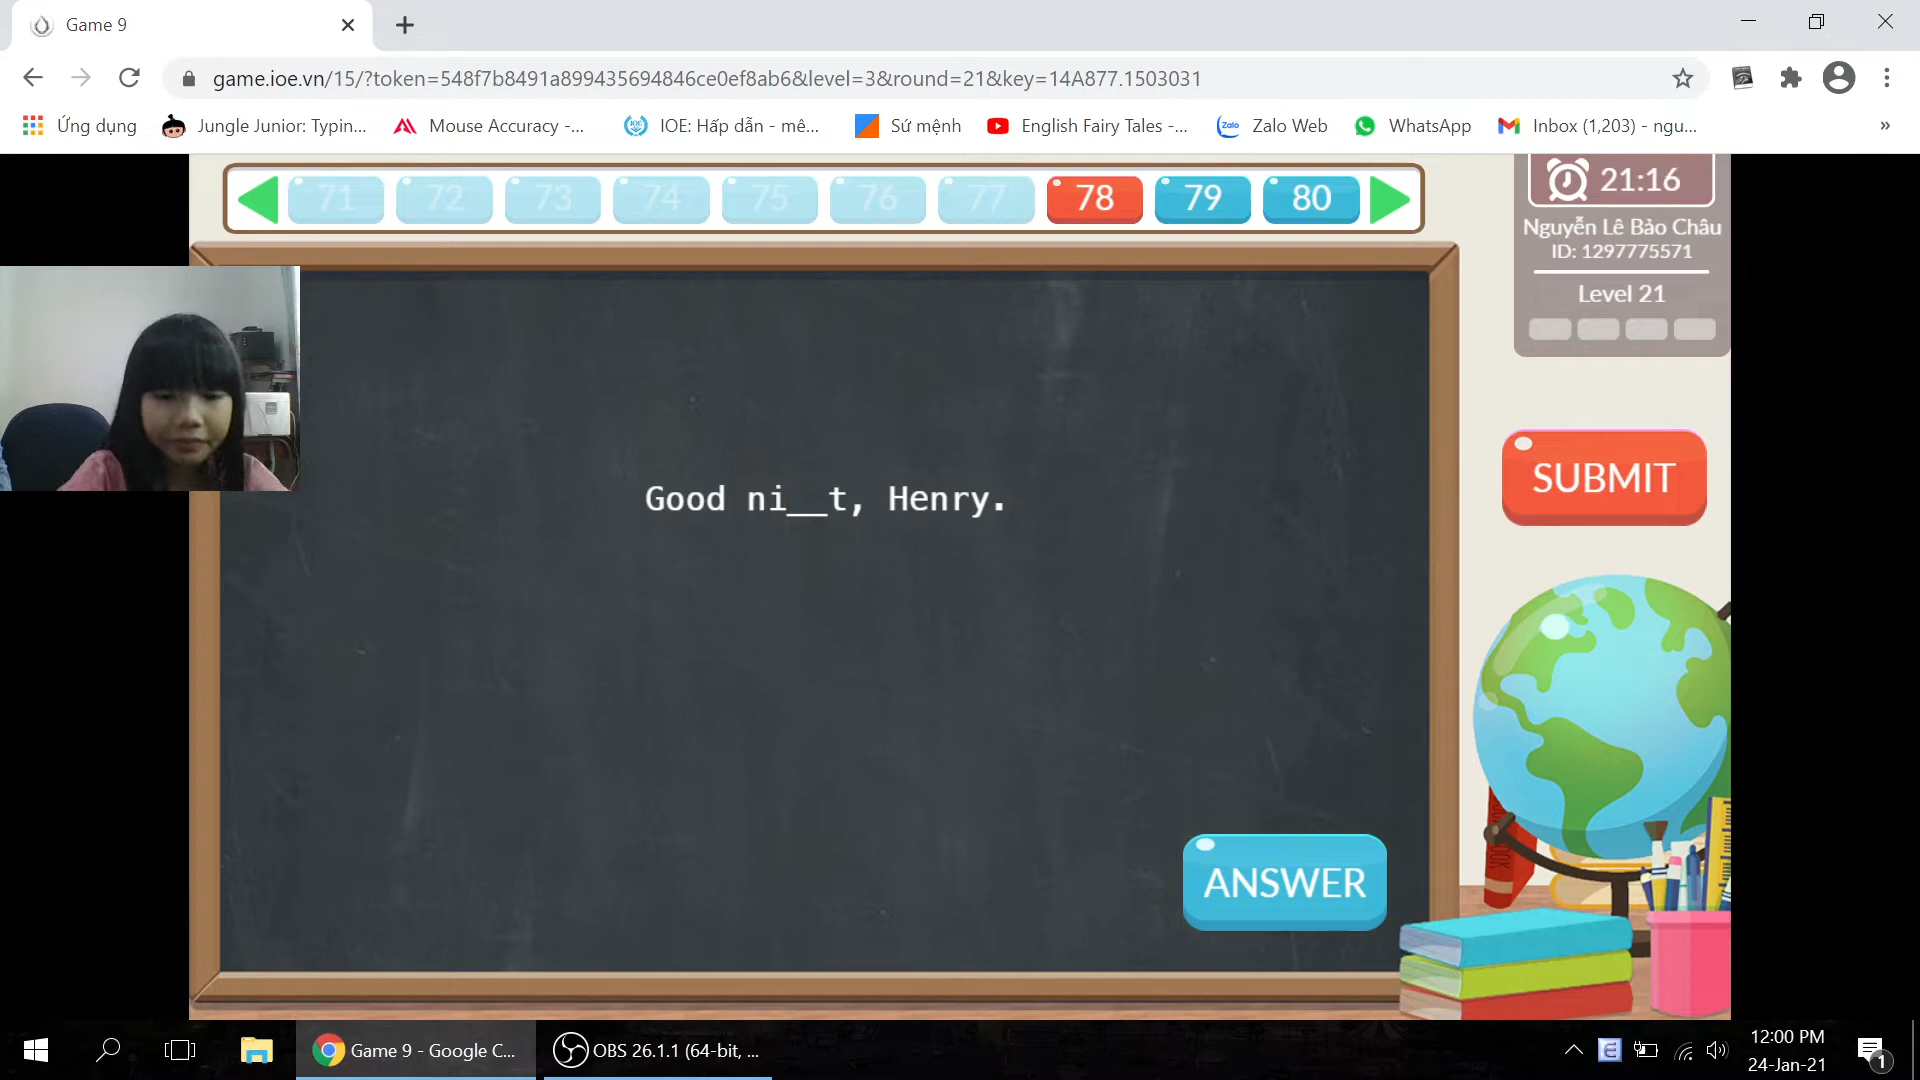 Game 9
game.ioe.vn/15/?token=548f7b8491a899435694846ce0ef8ab6&level=3&round=21&key=14A877.1503031
Ứng dụng
Jungle Junior: Typin...
Mouse Accuracy -...
IOE: Hấp dẫn - mê...
Sứ mệnh
English Fairy Tales -...
Zalo Web
WhatsApp
Inbox (1,203) - ngu...
»
71 72 73 74 75 76 77 78 79 80
21:16
Nguyễn Lê Bảo Châu
ID: 1297775571
Level 21
SUBMIT
Good ni__t, Henry.
ANSWER
Game 9 - Google C...
OBS 26.1.1 (64-bit, ...
12:00 PM
24-Jan-21
1